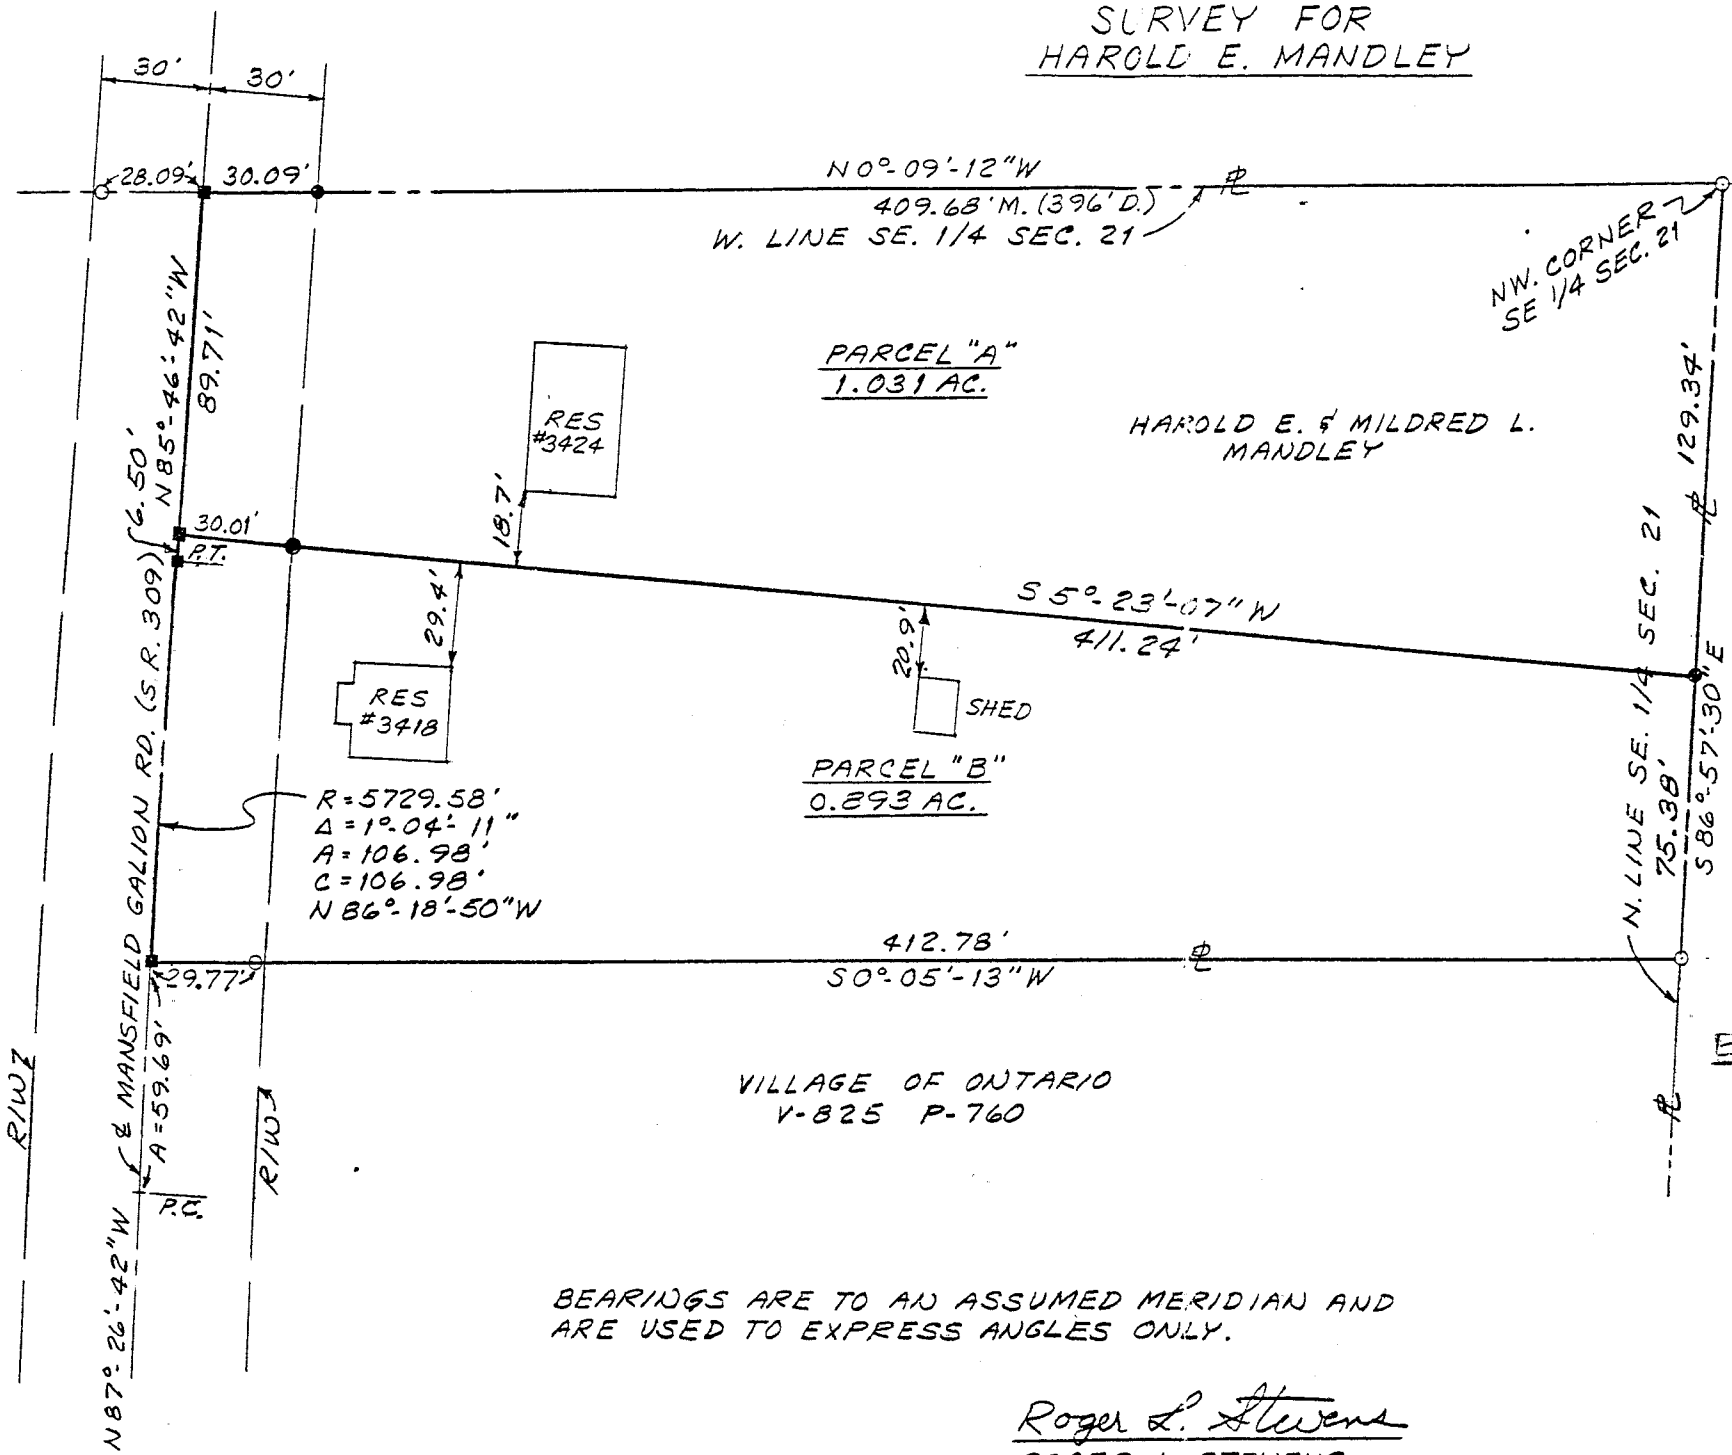 SURVEY FOR
HAROLD E. MANDLEY
30'
30'
28.09'
30.09'
N 0°-09'-12" W
409.68' M. (396' D.)
W. LINE SE. 1/4 SEC. 21
NW. CORNER
SE 1/4 SEC. 21
N 85°-46'-42" W
89.71'
PARCEL "A"
1.031 AC.
RES
#3424
HAROLD E. & MILDRED L.
MANDLEY
129.34'
6.50'
30.01'
P.T.
18.7'
29.4'
20.9'
S 5°-23'-07" W
411.24'
RES
#3418
SHED
PARCEL "B"
0.893 AC.
N. LINE SE. 1/4 SEC. 21
75.38'
S 86°-57'-30" E
R = 5729.58'
Δ = 1°-04'-11"
A = 106.98'
C = 106.98'
N 86°-18'-50" W
MANSFIELD GALION RD. (S.R. 309)
412.78'
S 0°-05'-13" W
29.77'
A = 59.69'
R/W
R/W
P.C.
N 87°-26'-42" W
VILLAGE OF ONTARIO
V-825 P-760
BEARINGS ARE TO AN ASSUMED MERIDIAN AND
ARE USED TO EXPRESS ANGLES ONLY.
Roger L. Stevens